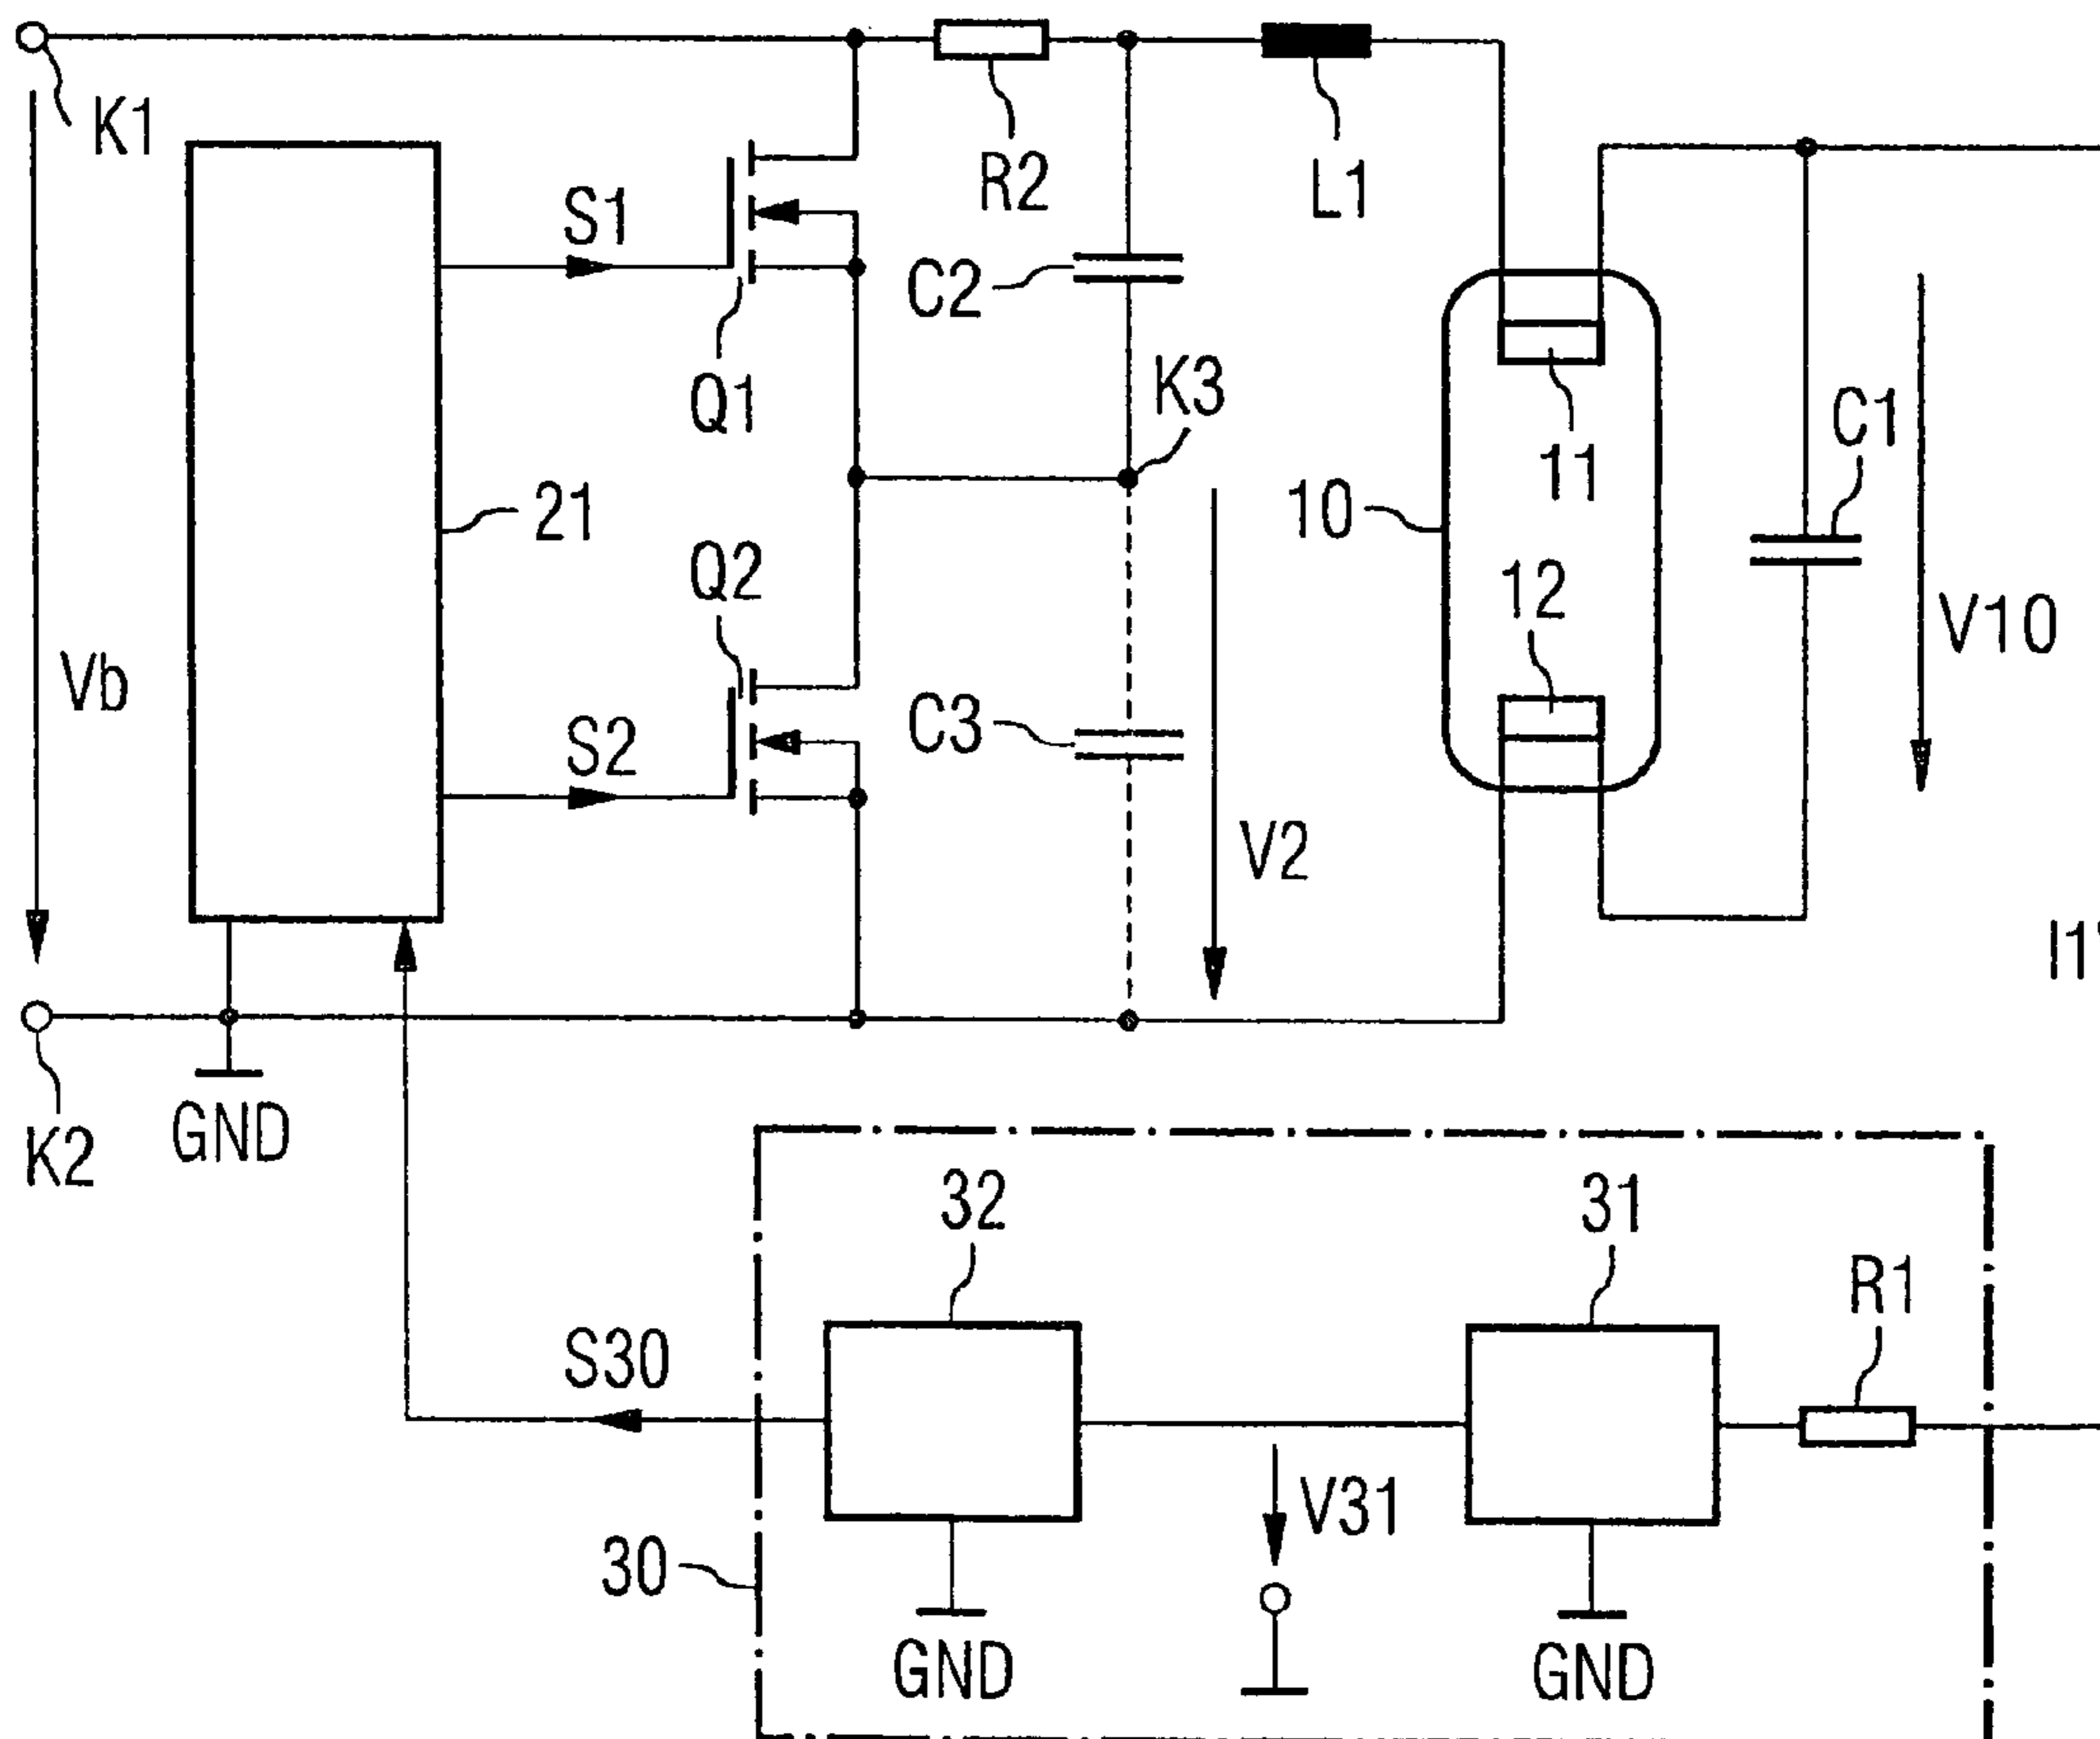 K1
R2
L1
S1
C2
Q1
K3
C1
11
10
21
Q2
12
V10
Vb
C3
S2
V2
I1'
GND
K2
32
31
R1
S30
V31
30
GND
GND